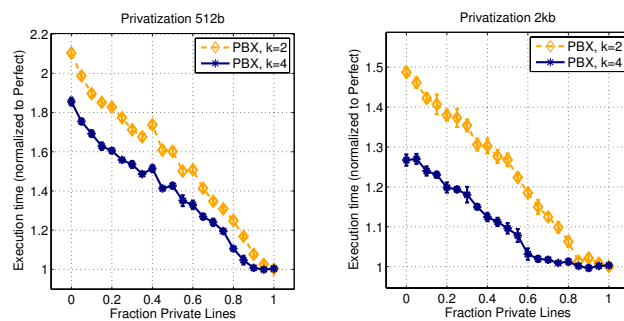 Privatization 512b
Execution time (normalized to Perfect)
2.2
2
1.8
1.6
1.4
1.2
1
PBX, k=2
PBX, k=4
0
0.2
0.4
0.6
0.8
1
Fraction Private Lines
Privatization 2kb
Execution time (normalized to Perfect)
1.5
1.4
1.3
1.2
1.1
1.0
PBX, k=2
PBX, k=4
0
0.2
0.4
0.6
0.8
1
Fraction Private Lines